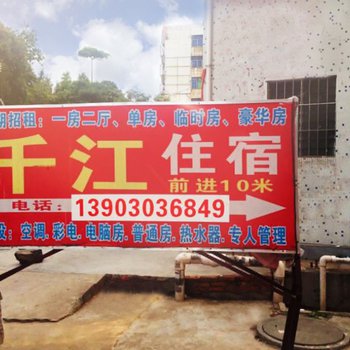 期招租:一房二厅、单房、临时房、豪华房
千江住宿
前进10米
电话:13903036849
设:空调.彩电.电脑房.普通房.热水器.专人管理